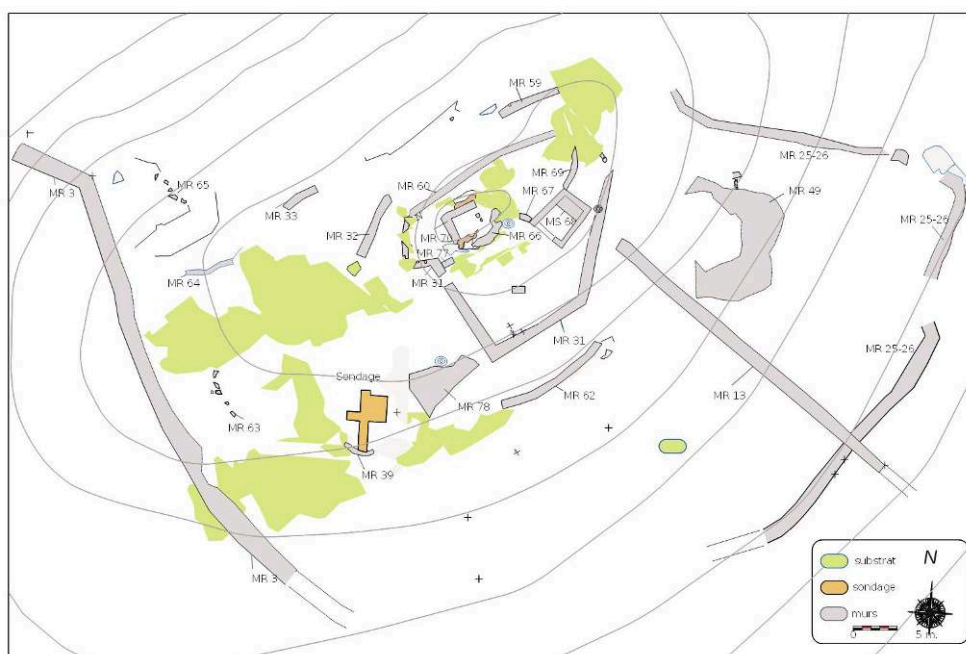 MR 59
MR 25-26
MR 3
MR 65
MR 69
MR 60
MR 67
MR 49
MR 33
MR 25-26
MR 32
MR 66
MR 77
MR 31
MR 64
MR 31
MR 25-26
Sondage
MR 13
MR 78
MR 62
MR 63
MR 39
MR 3
substrat
N
sondage
murs
0
5 m.